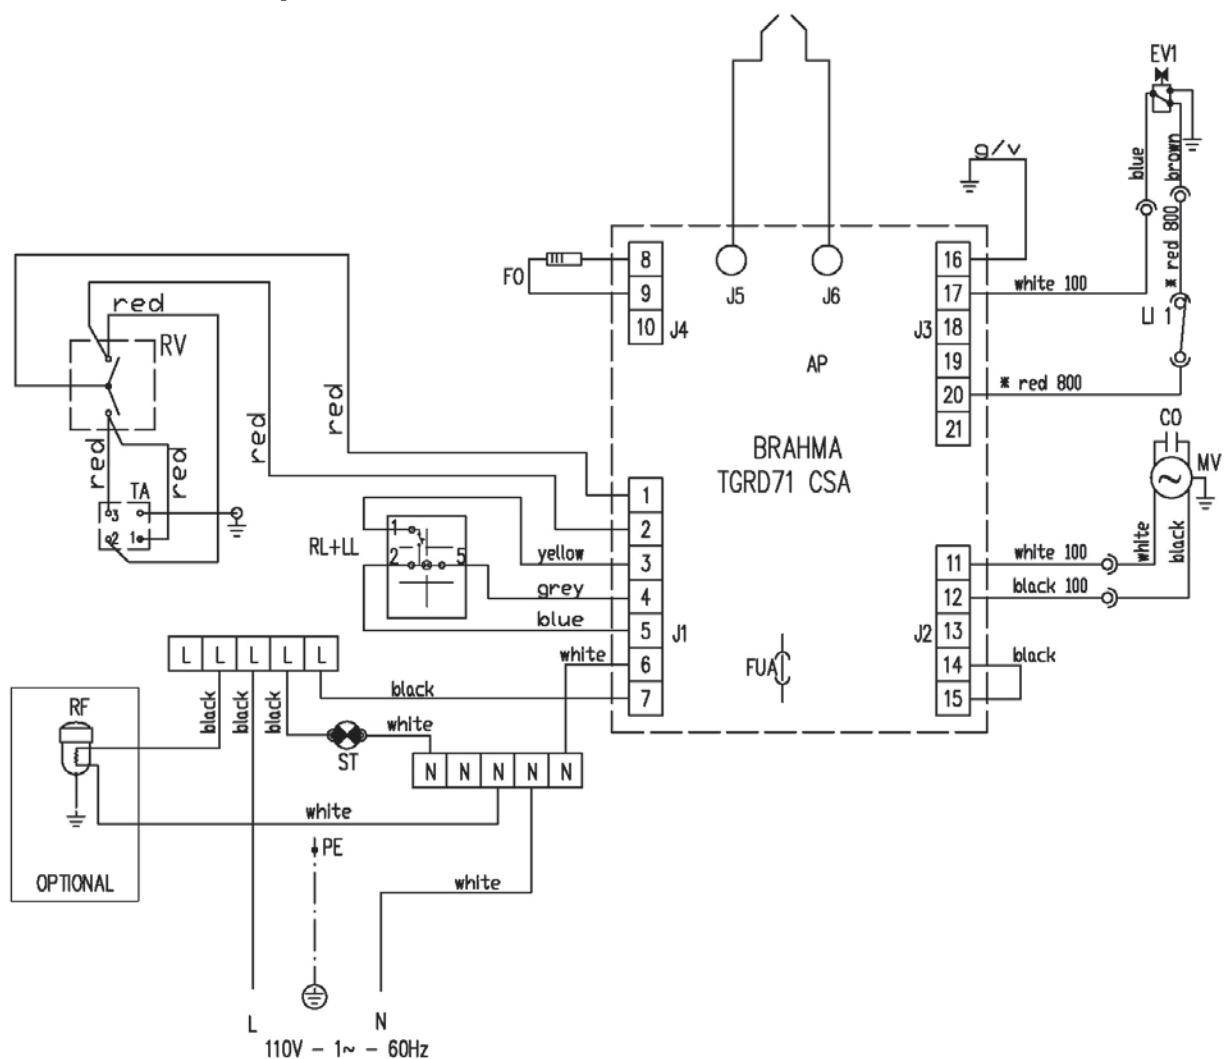 EV1
g/v
blue
brown
* red 800
FO
8
9
10
J4
J5
J6
16
17
18
19
20
21
J3
white 100
LI 1
AP
* red 800
red
RV
red
red
red
red
TA
3
2
1
BRAHMA
TGRD71 CSA
CO
MV
~
white
black
RL+LL
1
2
5
yellow
grey
blue
1
2
3
4
5
6
7
J1
white
black
11
12
13
14
15
J2
white 100
black 100
black
FUA
L L L L L
black
black
black
ST
white
N N N N N
RF
OPTIONAL
white
PE
white
L
N
110V - 1~ - 60Hz